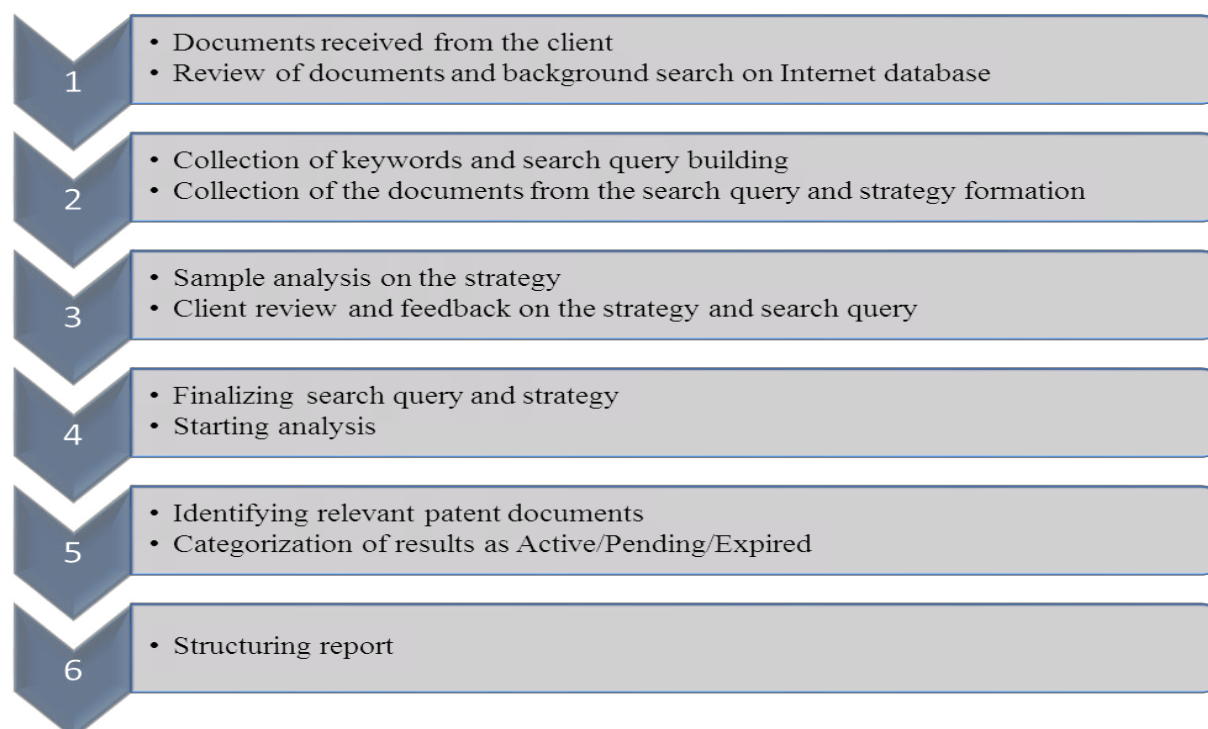 1
• Documents received from the client
• Review of documents and background search on Internet database
2
• Collection of keywords and search query building
• Collection of the documents from the search query and strategy formation
3
• Sample analysis on the strategy
• Client review and feedback on the strategy and search query
4
• Finalizing search query and strategy
• Starting analysis
5
• Identifying relevant patent documents
• Categorization of results as Active/Pending/Expired
6
• Structuring report